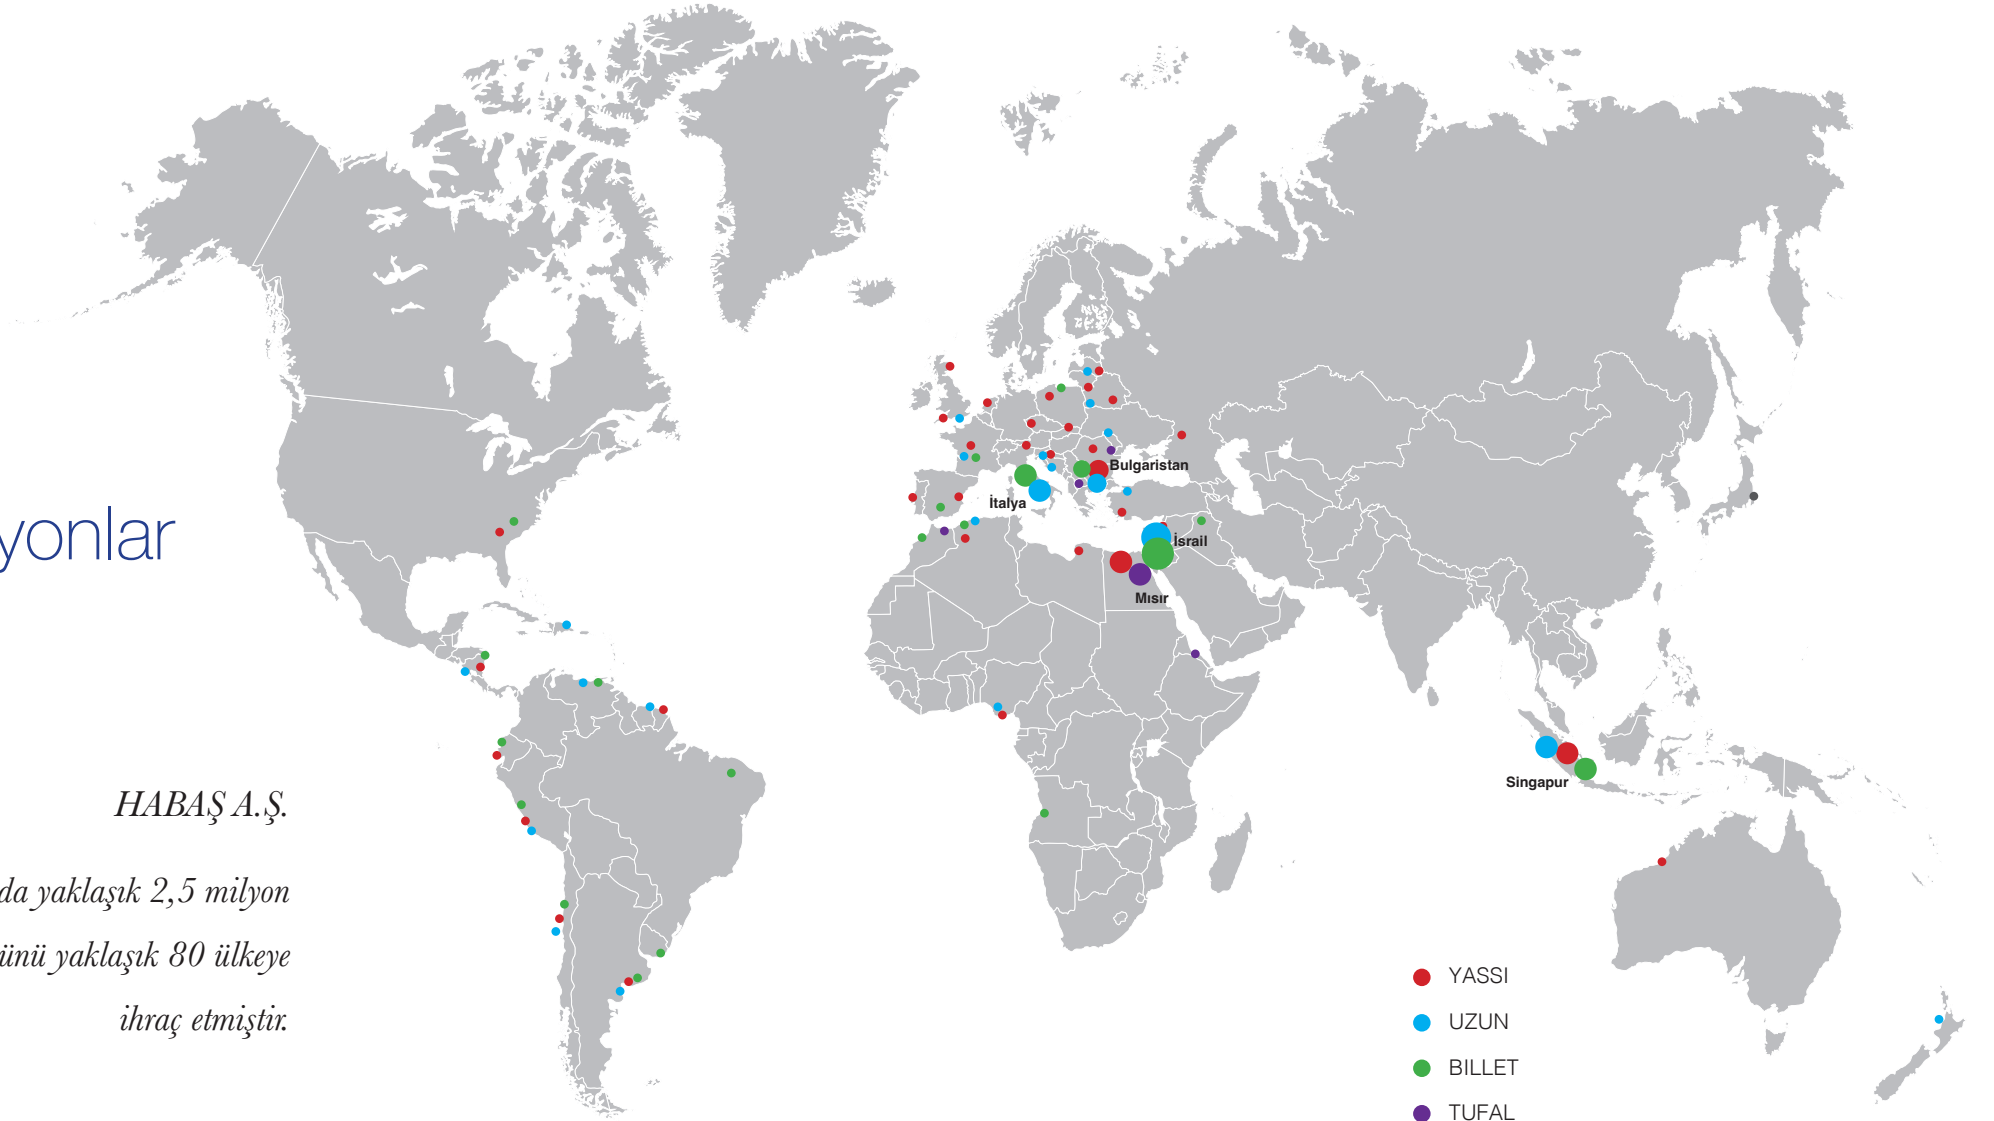 yonlar
HABAŞ A.Ş.
da yaklaşık 2,5 milyon
ünü yaklaşık 80 ülkeye
ihraç etmiştir.
Bulgaristan
İtalya
İsrail
Mısır
Singapur
YASSI
UZUN
BILLET
TUFAL